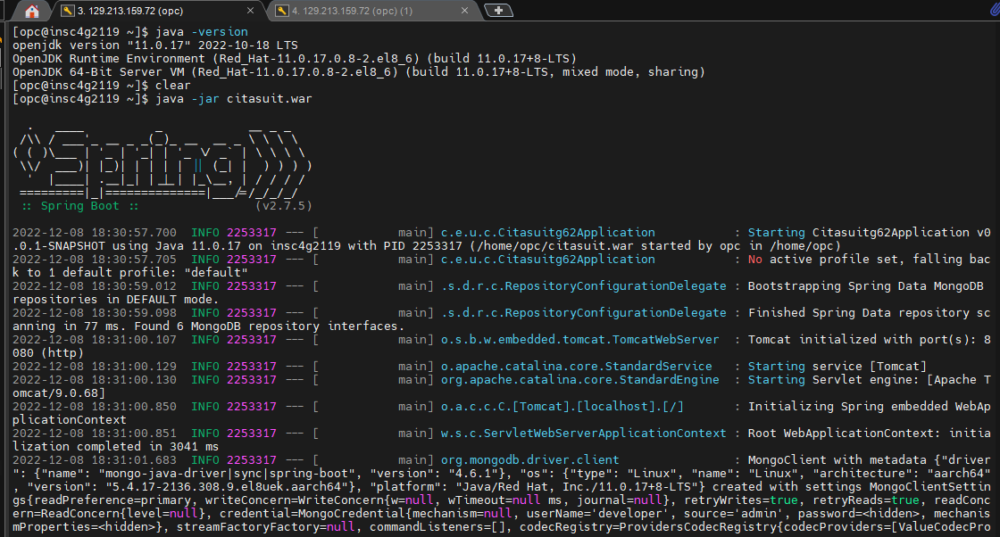 3. 129.213.159.72 (opc)
4. 129.213.159.72 (opc) (1)
[opc@insc4g2119 ~]$ java -version
openjdk version "11.0.17" 2022-10-18 LTS
OpenJDK Runtime Environment (Red_Hat-11.0.17.0.8-2.el8_6) (build 11.0.17+8-LTS)
OpenJDK 64-Bit Server VM (Red_Hat-11.0.17.0.8-2.el8_6) (build 11.0.17+8-LTS, mixed mode, sharing)
[opc@insc4g2119 ~]$ clear
[opc@insc4g2119 ~]$ java -jar citasuit.war
Spring
:: Spring Boot :: (v2.7.5)
2022-12-08 18:30:57.700 INFO 2253317 --- [ main] c.e.u.c.Citasuitg62Application : Starting Citasuitg62Application v0
.0.1-SNAPSHOT using Java 11.0.17 on insc4g2119 with PID 2253317 (/home/opc/citasuit.war started by opc in /home/opc)
2022-12-08 18:30:57.705 INFO 2253317 --- [ main] c.e.u.c.Citasuitg62Application : No active profile set, falling bac
k to 1 default profile: "default"
2022-12-08 18:30:59.012 INFO 2253317 --- [ main] .s.d.r.c.RepositoryConfigurationDelegate : Bootstrapping Spring Data MongoDB
repositories in DEFAULT mode.
2022-12-08 18:30:59.098 INFO 2253317 --- [ main] .s.d.r.c.RepositoryConfigurationDelegate : Finished Spring Data repository sc
anning in 77 ms. Found 6 MongoDB repository interfaces.
2022-12-08 18:31:00.107 INFO 2253317 --- [ main] o.s.b.w.embedded.tomcat.TomcatWebServer : Tomcat initialized with port(s): 8
080 (http)
2022-12-08 18:31:00.129 INFO 2253317 --- [ main] o.apache.catalina.core.StandardService : Starting service [Tomcat]
2022-12-08 18:31:00.130 INFO 2253317 --- [ main] org.apache.catalina.core.StandardEngine : Starting Servlet engine: [Apache T
omcat/9.0.68]
2022-12-08 18:31:00.850 INFO 2253317 --- [ main] o.a.c.c.C.[Tomcat].[localhost].[/] : Initializing Spring embedded WebAp
plicationContext
2022-12-08 18:31:00.851 INFO 2253317 --- [ main] w.s.c.ServletWebServerApplicationContext : Root WebApplicationContext: initia
lization completed in 3041 ms
2022-12-08 18:31:01.683 INFO 2253317 --- [ main] org.mongodb.driver.client : MongoClient with metadata {"driver
": {"name": "mongo-java-driver|sync|spring-boot", "version": "4.6.1"}, "os": {"type": "Linux", "name": "Linux", "architecture": "aarch64"
, "version": "5.4.17-2136.308.9.el8uek.aarch64"}, "platform": "Java/Red Hat, Inc./11.0.17+8-LTS"} created with settings MongoClientSettin
gs{readPreference=primary, writeConcern=WriteConcern{w=null, wTimeout=null ms, journal=null}, retryWrites=true, retryReads=true, readConc
ern=ReadConcern{level=null}, credential=MongoCredential{mechanism=null, userName='developer', source='admin', password=<hidden>, mechanis
mProperties=<hidden>}, streamFactoryFactory=null, commandListeners=[], codecRegistry=ProvidersCodecRegistry{codecProviders=[ValueCodecPro